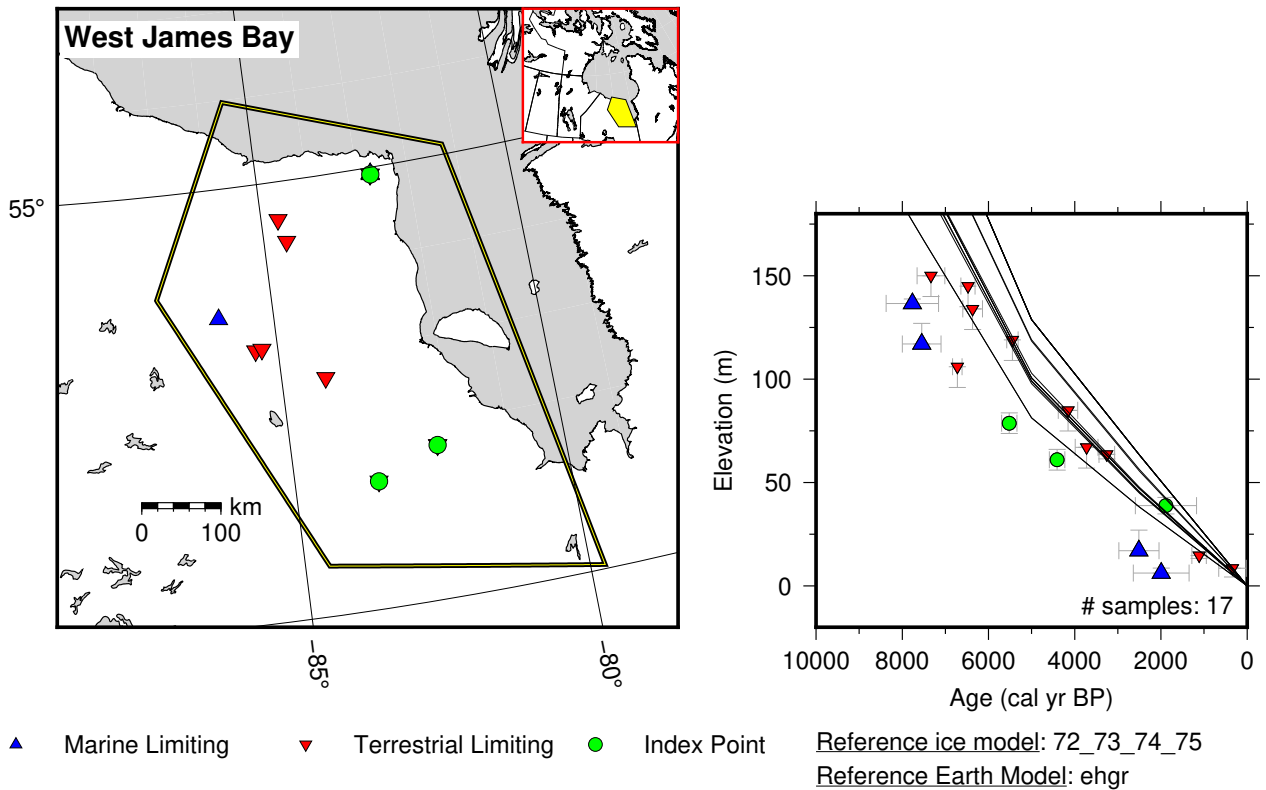 West James Bay
55°
km
0 100
−85°
−80°
Elevation (m)
150
100
50
0
# samples: 17
10000 8000 6000 4000 2000 0
Age (cal yr BP)
Marine Limiting Terrestrial Limiting Index Point
Reference ice model: 72_73_74_75
Reference Earth Model: ehgr